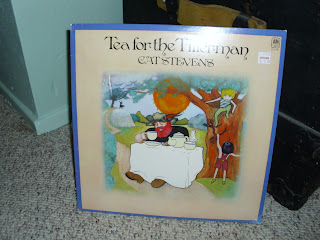 Tea for the Tillerman
CAT STEVENS